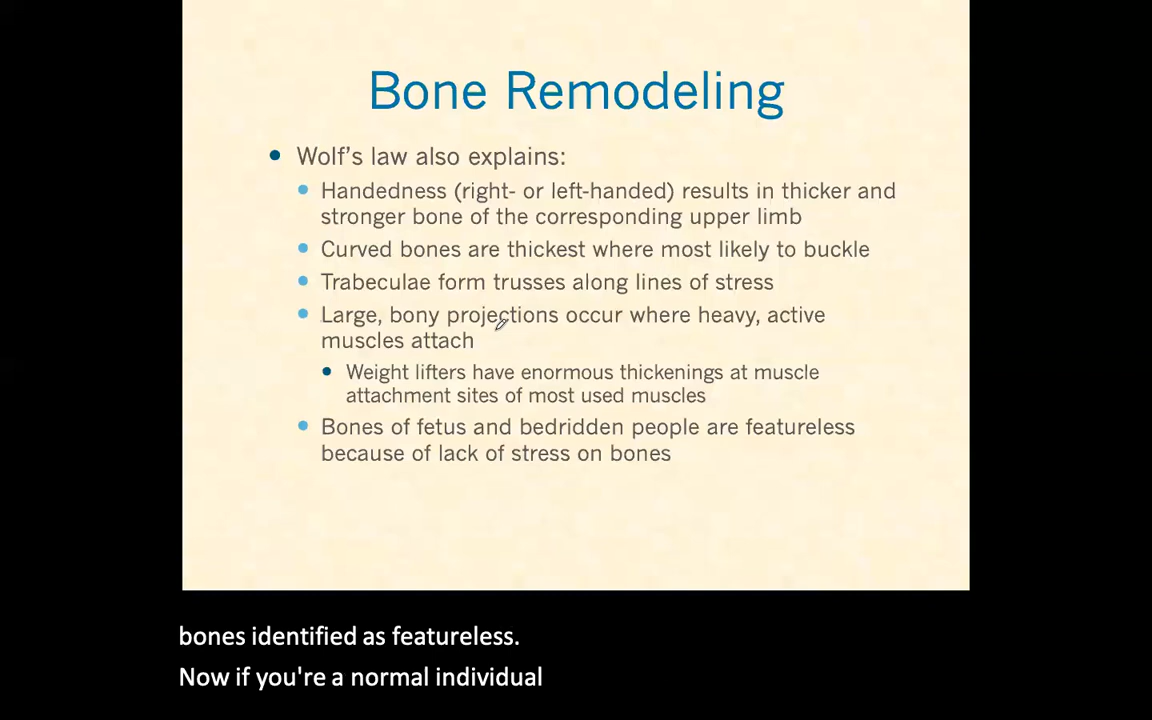 Bone Remodeling
• Wolf's law also explains:
• Handedness (right- or left-handed) results in thicker and
stronger bone of the corresponding upper limb
• Curved bones are thickest where most likely to buckle
• Trabeculae form trusses along lines of stress
• Large, bony projections occur where heavy, active
muscles attach
• Weight lifters have enormous thickenings at muscle
attachment sites of most used muscles
• Bones of fetus and bedridden people are featureless
because of lack of stress on bones
bones identified as featureless.
Now if you're a normal individual